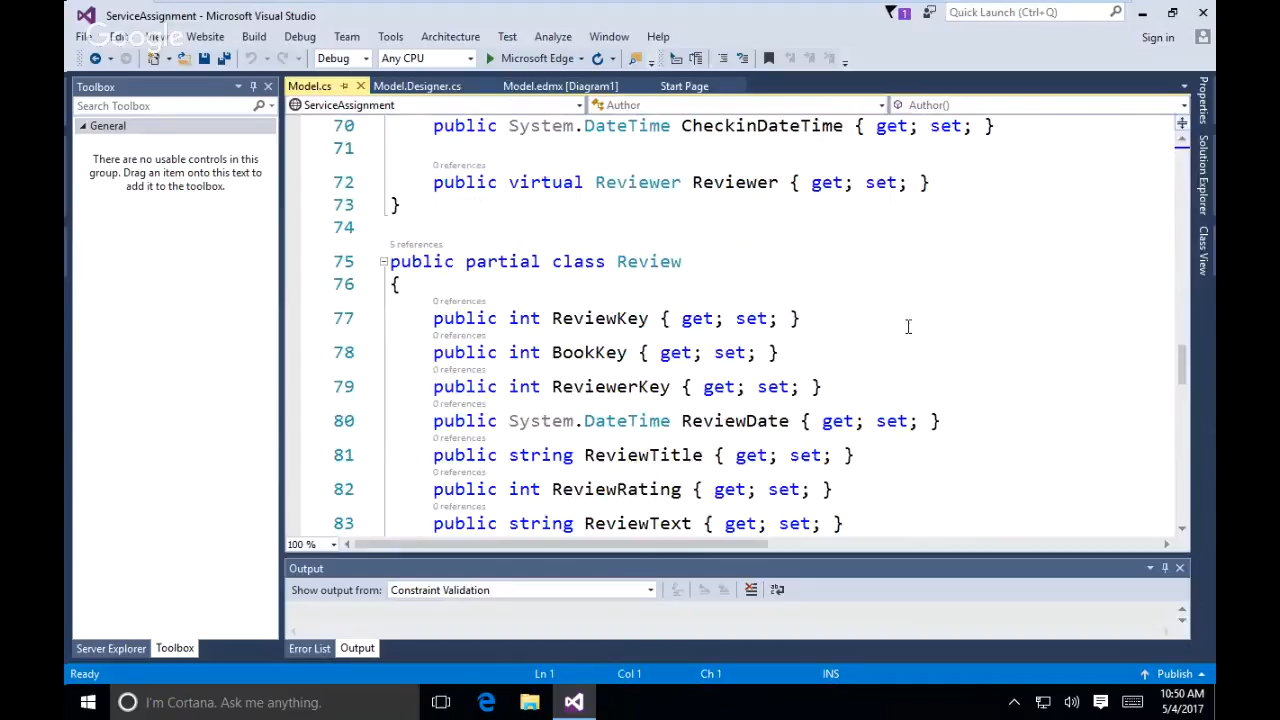 ServiceAssignment - Microsoft Visual Studio
1
Quick Launch (Ctrl+Q)
File Edit View Website Build Debug Team Tools Architecture Test Analyze Window Help
Google
Sign in
Debug Any CPU Microsoft Edge
Toolbox
Model.cs Model.Designer.cs Model.edmx [Diagram1] Start Page
Search Toolbox
ServiceAssignment Author Author()
General
There are no usable controls in this
group. Drag an item onto this text to
add it to the toolbox.
70 public System.DateTime CheckinDateTime { get; set; }
71
0 references
72 public virtual Reviewer Reviewer { get; set; }
73 }
74
5 references
75 public partial class Review
76 {
0 references
77 public int ReviewKey { get; set; }
0 references
78 public int BookKey { get; set; }
0 references
79 public int ReviewerKey { get; set; }
0 references
80 public System.DateTime ReviewDate { get; set; }
0 references
81 public string ReviewTitle { get; set; }
0 references
82 public int ReviewRating { get; set; }
0 references
83 public string ReviewText { get; set; }
100 %
Properties
Solution Explorer
Class View
Output
Show output from: Constraint Validation
Server Explorer Toolbox
Error List Output
Ready Ln 1 Col 1 Ch 1 INS Publish
I'm Cortana. Ask me anything.
10:50 AM
5/4/2017